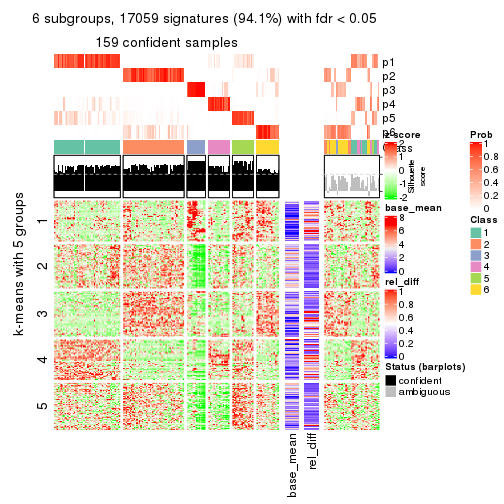 6 subgroups, 17059 signatures (94.1%) with fdr < 0.05
159 confident samples
p1
p2
p3
p4
p5
p6
z-score
2
1
0
-1
-2
Silhouette
score
Prob
1
0.8
0.6
0.4
0.2
0
Class
1
2
3
4
5
6
base_mean
8
6
4
2
0
rel_diff
1
0.8
0.6
0.4
0.2
0
Status (barplots)
confident
ambiguous
k-means with 5 groups
1
2
3
4
5
base_mean
rel_diff